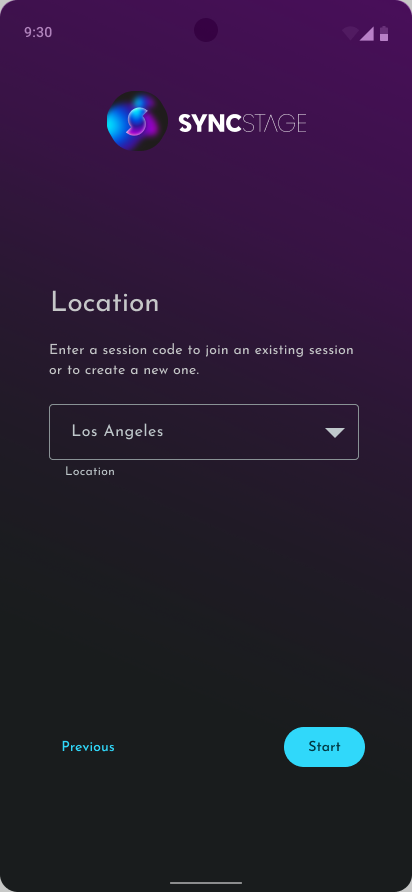 9:30
SYNCSTAGE
Location
Enter a session code to join an existing session
or to create a new one.
Los Angeles
Location
Previous
Start